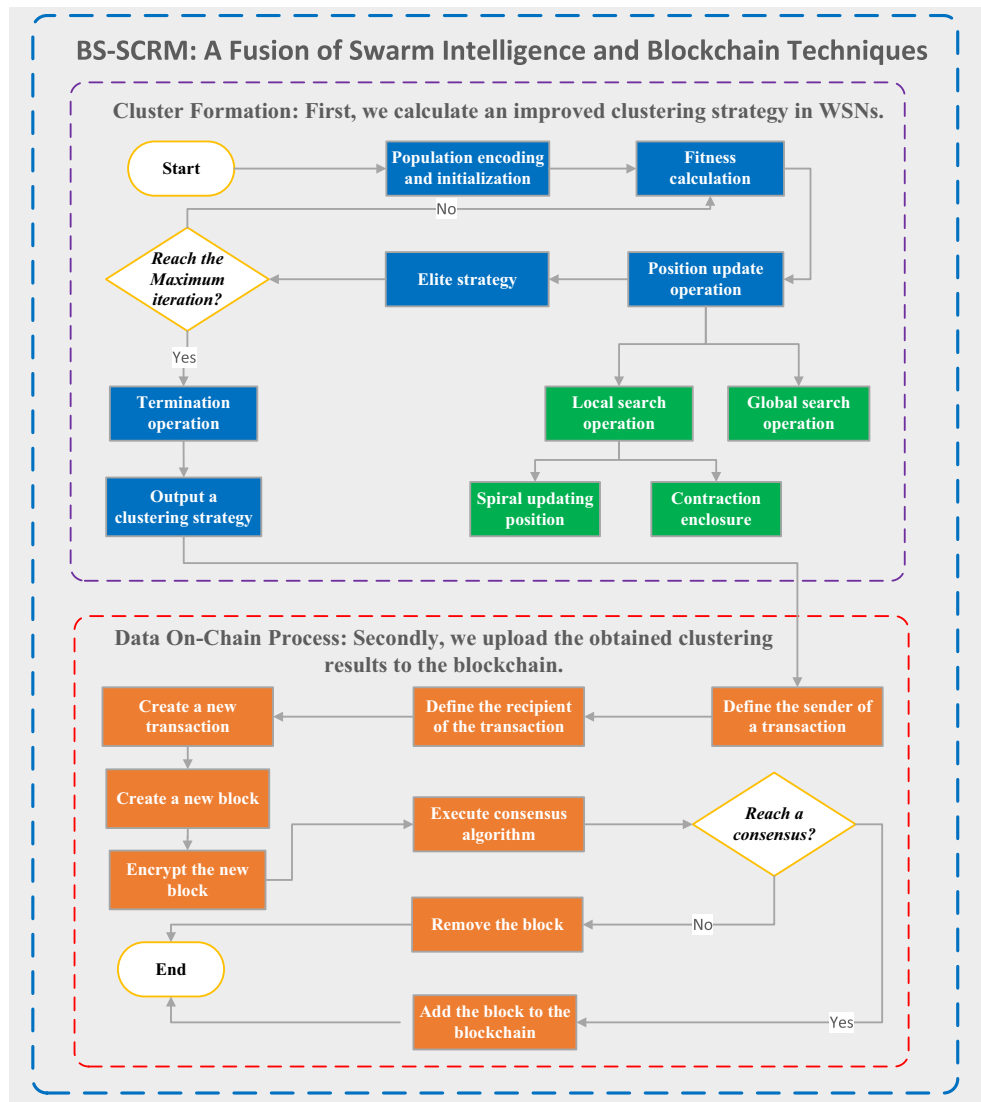 BS-SCRM: A Fusion of Swarm Intelligence and Blockchain Techniques
Cluster Formation: First, we calculate an improved clustering strategy in WSNs.
Start
Population encoding
and initialization
Fitness
calculation
No
Reach the
Maximum
iteration?
Elite strategy
Position update
operation
Yes
Termination
operation
Local search
operation
Global search
operation
Output a
clustering strategy
Spiral updating
position
Contraction
enclosure
Data On-Chain Process: Secondly, we upload the obtained clustering
results to the blockchain.
Create a new
transaction
Define the recipient
of the transaction
Define the sender of
a transaction
Create a new block
Execute consensus
algorithm
Reach a
consensus?
Encrypt the new
block
Remove the block
No
End
Add the block to the
blockchain
Yes